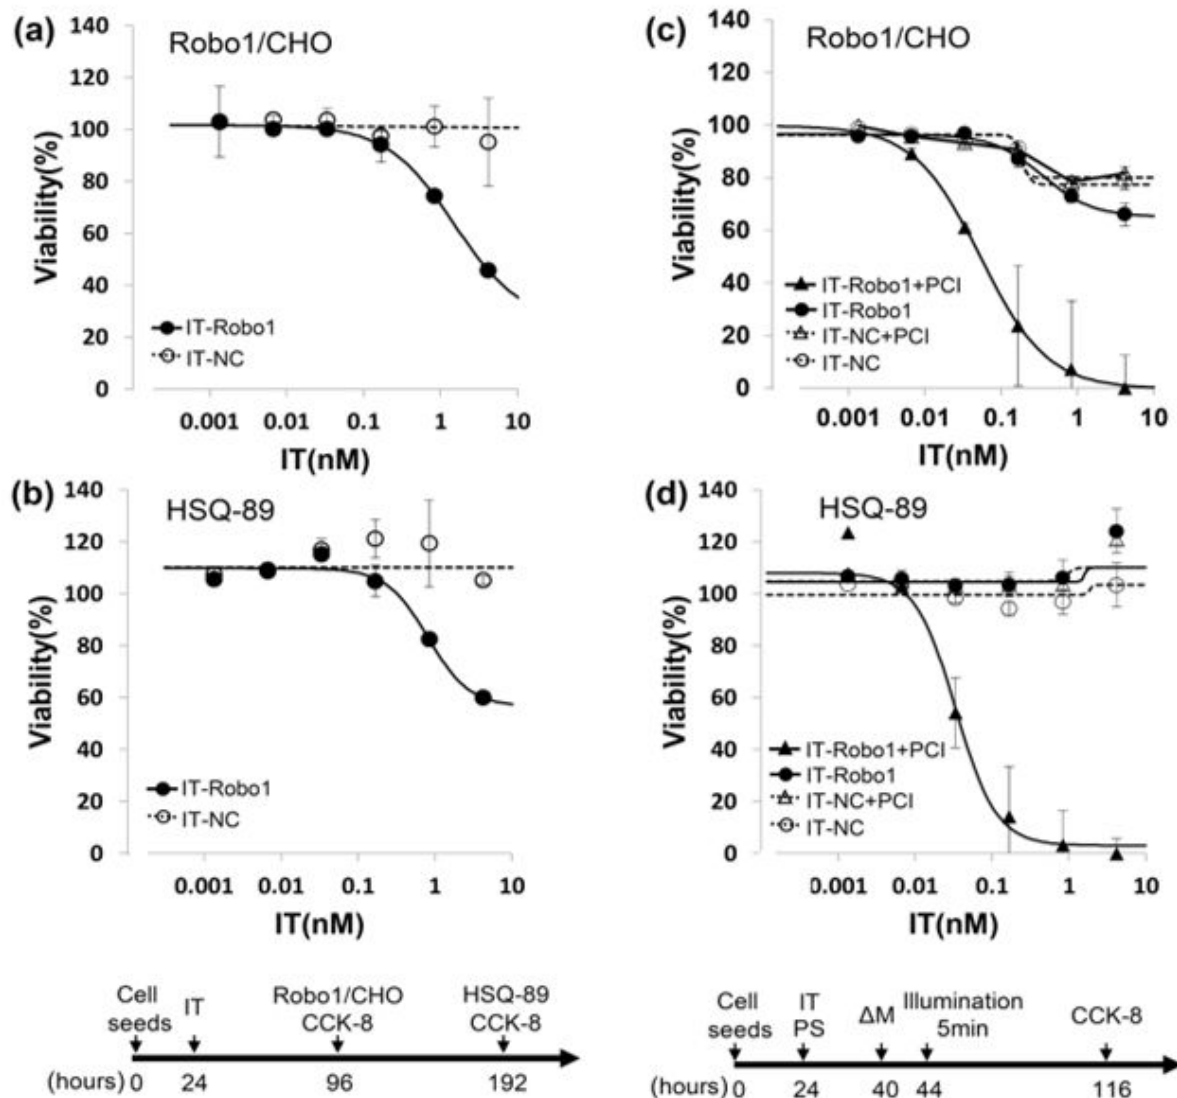 (a)
Robo1/CHO
140
120
100
80
60
40
20
0
Viability(%)
IT-Robo1
IT-NC
0.001 0.01 0.1 1 10
IT(nM)
(c)
Robo1/CHO
140
120
100
80
60
40
20
0
Viability(%)
IT-Robo1+PCI
IT-Robo1
IT-NC+PCI
IT-NC
0.001 0.01 0.1 1 10
IT(nM)
(b)
HSQ-89
140
120
100
80
60
40
20
0
Viability(%)
IT-Robo1
IT-NC
0.001 0.01 0.1 1 10
IT(nM)
(d)
HSQ-89
140
120
100
80
60
40
20
0
Viability(%)
IT-Robo1+PCI
IT-Robo1
IT-NC+PCI
IT-NC
0.001 0.01 0.1 1 10
IT(nM)
Cell seeds
IT
Robo1/CHO
CCK-8
HSQ-89
CCK-8
(hours) 0 24 96 192
Cell seeds
IT
PS
ΔM
Illumination
5min
CCK-8
(hours) 0 24 40 44 116